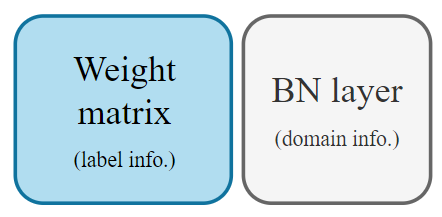 Weight
matrix
(label info.)
BN layer
(domain info.)